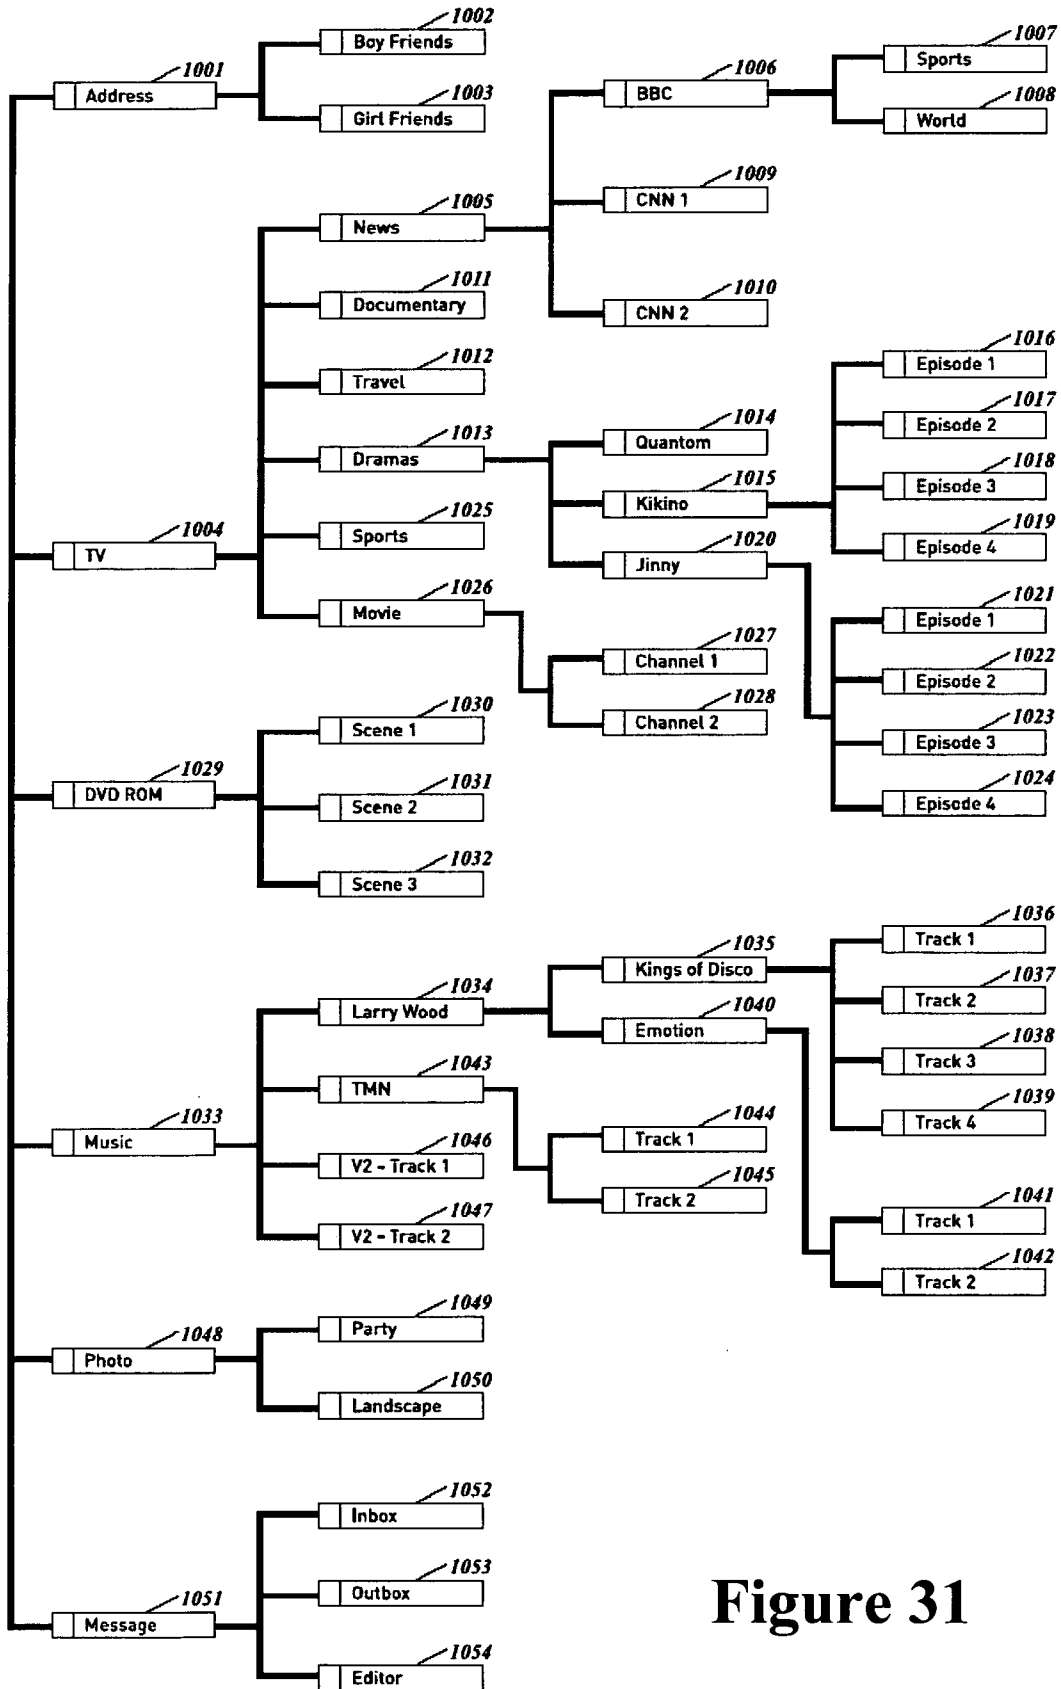 1001
Address
1002
Boy Friends
1003
Girl Friends
1004
TV
1005
News
1006
BBC
1007
Sports
1008
World
1009
CNN 1
1010
CNN 2
1011
Documentary
1012
Travel
1013
Dramas
1014
Quantom
1015
Kikino
1016
Episode 1
1017
Episode 2
1018
Episode 3
1019
Episode 4
1020
Jinny
1021
Episode 1
1022
Episode 2
1023
Episode 3
1024
Episode 4
1025
Sports
1026
Movie
1027
Channel 1
1028
Channel 2
1029
DVD ROM
1030
Scene 1
1031
Scene 2
1032
Scene 3
1033
Music
1034
Larry Wood
1035
Kings of Disco
1036
Track 1
1037
Track 2
1038
Track 3
1039
Track 4
1040
Emotion
1041
Track 1
1042
Track 2
1043
TMN
1044
Track 1
1045
Track 2
1046
V2 - Track 1
1047
V2 - Track 2
1048
Photo
1049
Party
1050
Landscape
1051
Message
1052
Inbox
1053
Outbox
1054
Editor
Figure 31